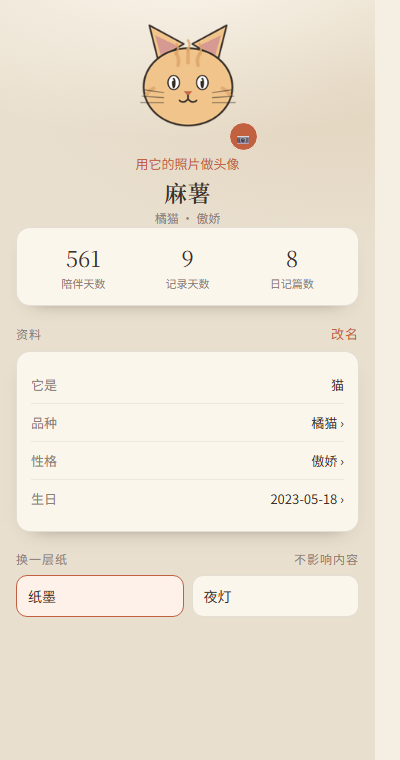 用它的照片做头像
麻薯
橘猫 · 傲娇
561 9 8
陪伴天数 记录天数 日记篇数
资料 改名
它是 猫
品种 橘猫 ›
性格 傲娇 ›
生日 2023-05-18 ›
换一层纸 不影响内容
纸墨 夜灯